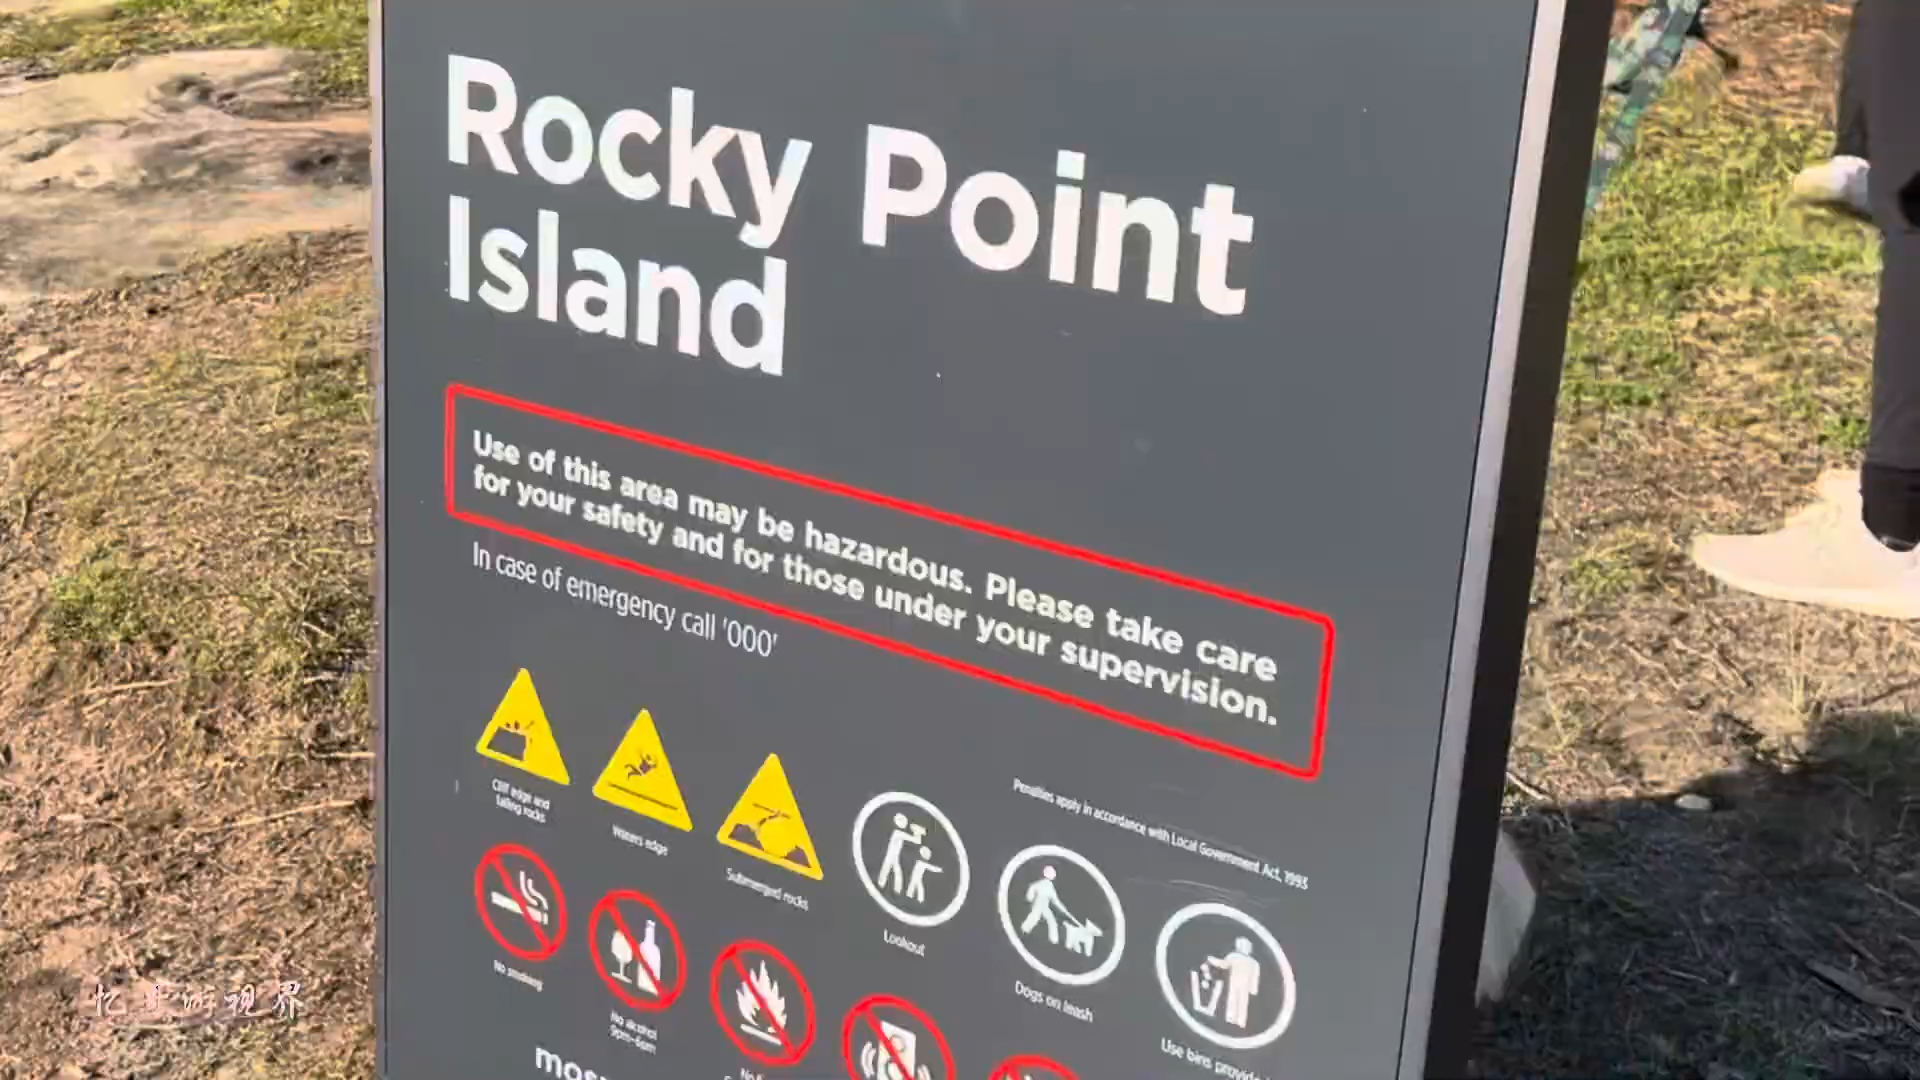 Rocky Point
Island
Use of this area may be hazardous. Please take care
for your safety and for those under your supervision.
In case of emergency call '000'
Penalties apply in accordance with Local Government Act, 1993
Cliff edge and
falling rocks
Waters edge
Submerged rocks
Lookout
Dogs on leash
Use bins
No smoking
No alcohol
9pm-6am
No
视界